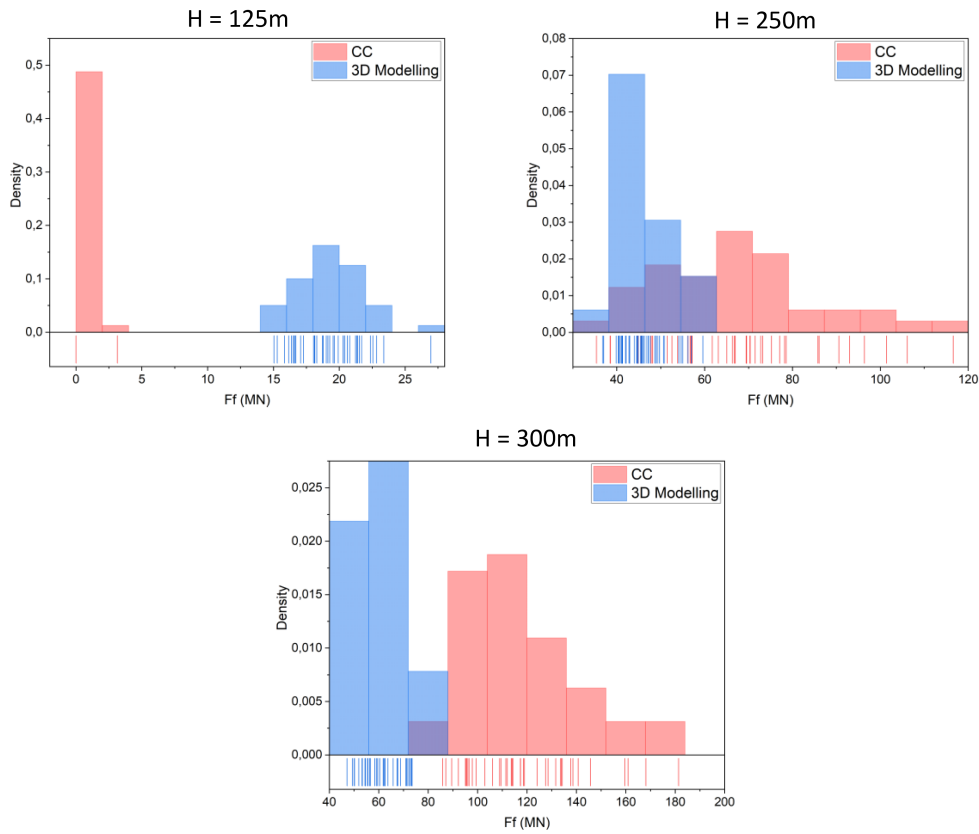 H = 125m
CC
3D Modelling
0,5
0,4
0,3
0,2
0,1
0,0
Density
0 5 10 15 20 25
Ff (MN)
H = 250m
CC
3D Modelling
0,08
0,07
0,06
0,05
0,04
0,03
0,02
0,01
0,00
Density
40 60 80 100 120
Ff (MN)
H = 300m
CC
3D Modelling
0,025
0,020
0,015
0,010
0,005
0,000
Density
40 60 80 100 120 140 160 180 200
Ff (MN)